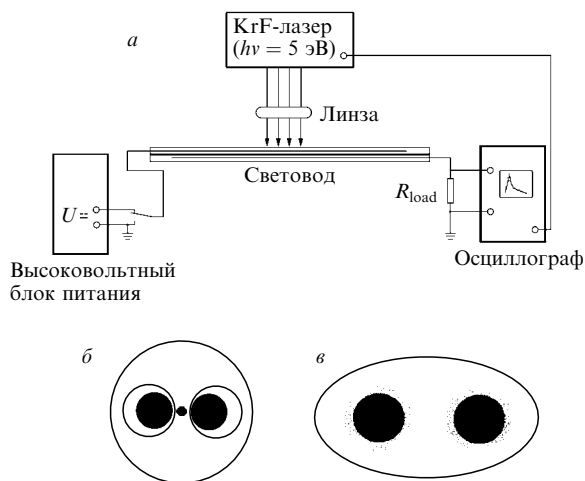 а
KrF-лазер
(hν = 5 эВ)
Линза
Световод
U =
R_load
Высоковольтный
блок питания
Осциллограф
б
в